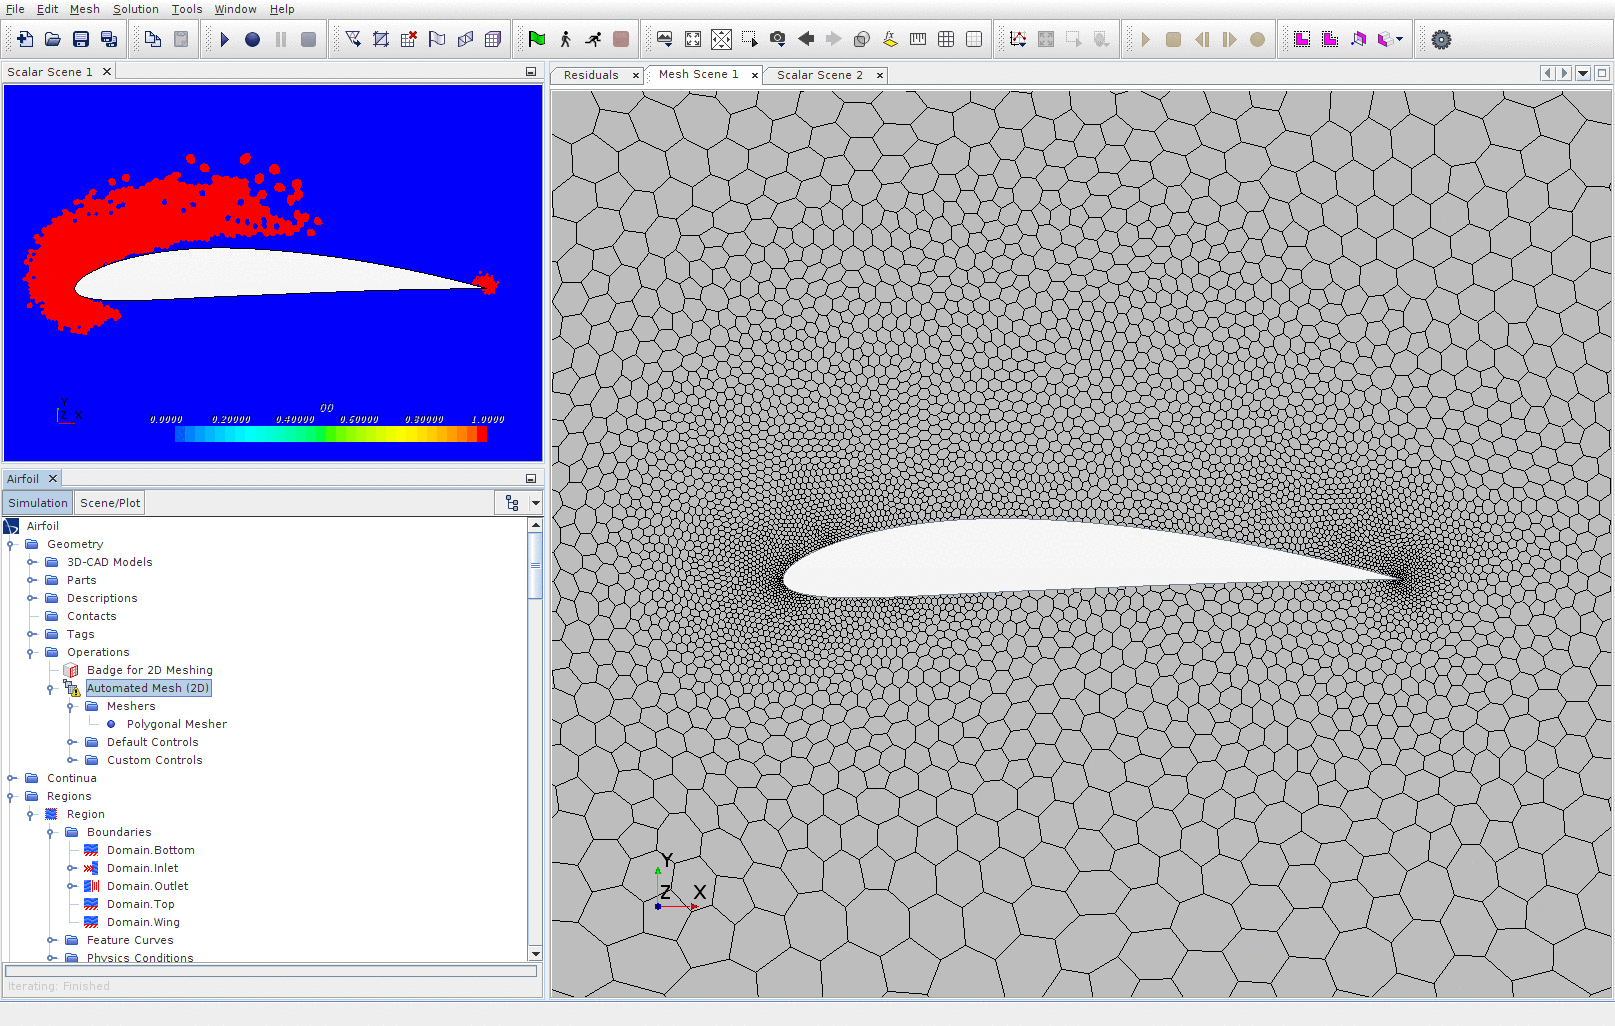 File Edit Mesh Solution Tools Window Help
Scalar Scene 1
Y
Z X
00
0.0000 0.20000 0.40000 0.60000 0.80000 1.0000
Airfoil
Simulation Scene/Plot
Airfoil
Geometry
3D-CAD Models
Parts
Descriptions
Contacts
Tags
Operations
Badge for 2D Meshing
Automated Mesh (2D)
Meshers
Polygonal Mesher
Default Controls
Custom Controls
Continua
Regions
Region
Boundaries
Domain.Bottom
Domain.Inlet
Domain.Outlet
Domain.Top
Domain.Wing
Feature Curves
Physics Conditions
Iterating: Finished
Residuals Mesh Scene 1 Scalar Scene 2
Y
Z X